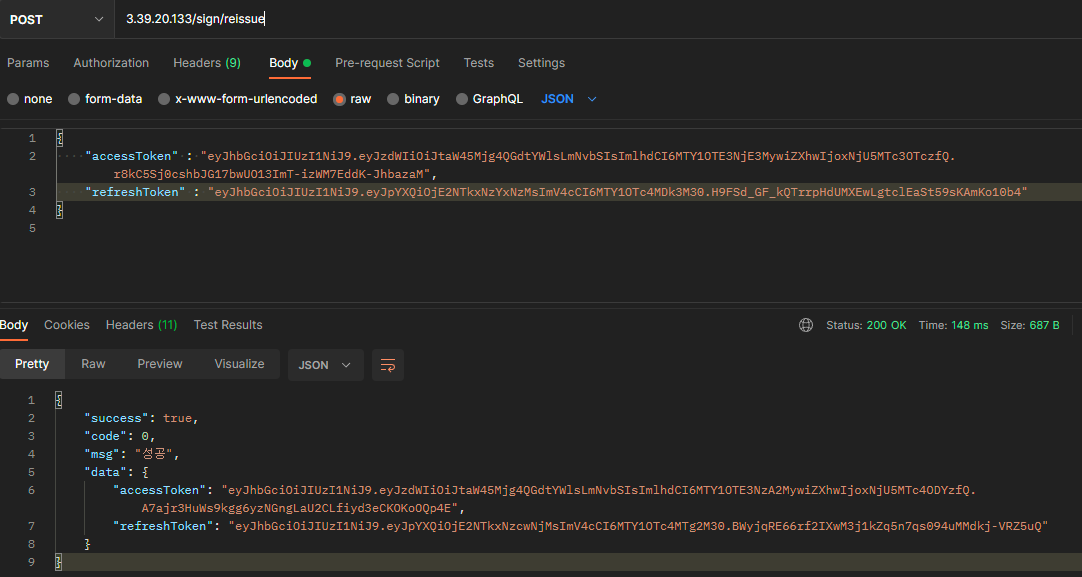 POST 3.39.20.133/sign/reissue
Params Authorization Headers (9) Body Pre-request Script Tests Settings
none form-data x-www-form-urlencoded raw binary GraphQL JSON
1 {
2 "accessToken" : "eyJhbGciOiJIUzI1NiJ9.eyJzdWIiOiJtaW45Mjg4QGdtYWlsLmNvbSIsImlhdCI6MTY1OTE3NjE3MywiZXhwIjoxNjU5MTc3OTczfQ.
r8kC5Sj0cshbJG17bwUO13ImT-izWM7EddK-JhbazaM",
3 "refreshToken" : "eyJhbGciOiJIUzI1NiJ9.eyJpYXQiOjE2NTkxNzYxNzMsImV4cCI6MTY1OTc4MDk3M30.H9FSd_GF_kQTrrpHdUMXEwLgtclEaSt59sKAmKo10b4"
4 }
5
Body Cookies Headers (11) Test Results Status: 200 OK Time: 148 ms Size: 687 B
Pretty Raw Preview Visualize JSON
1 {
2 "success": true,
3 "code": 0,
4 "msg": "성공",
5 "data": {
6 "accessToken": "eyJhbGciOiJIUzI1NiJ9.eyJzdWIiOiJtaW45Mjg4QGdtYWlsLmNvbSIsImlhdCI6MTY1OTE3NzA2MywiZXhwIjoxNjU5MTc4ODYzfQ.
A7ajr3HuWs9kgg6yzNGngLaU2CLfiyd3eCKOKoOQp4E",
7 "refreshToken": "eyJhbGciOiJIUzI1NiJ9.eyJpYXQiOjE2NTkxNzcwNjMsImV4cCI6MTY1OTc4MTg2M30.BWyjqRE66rf2IXwM3j1kZq5n7qs094uMMdkj-VRZ5uQ"
8 }
9 }